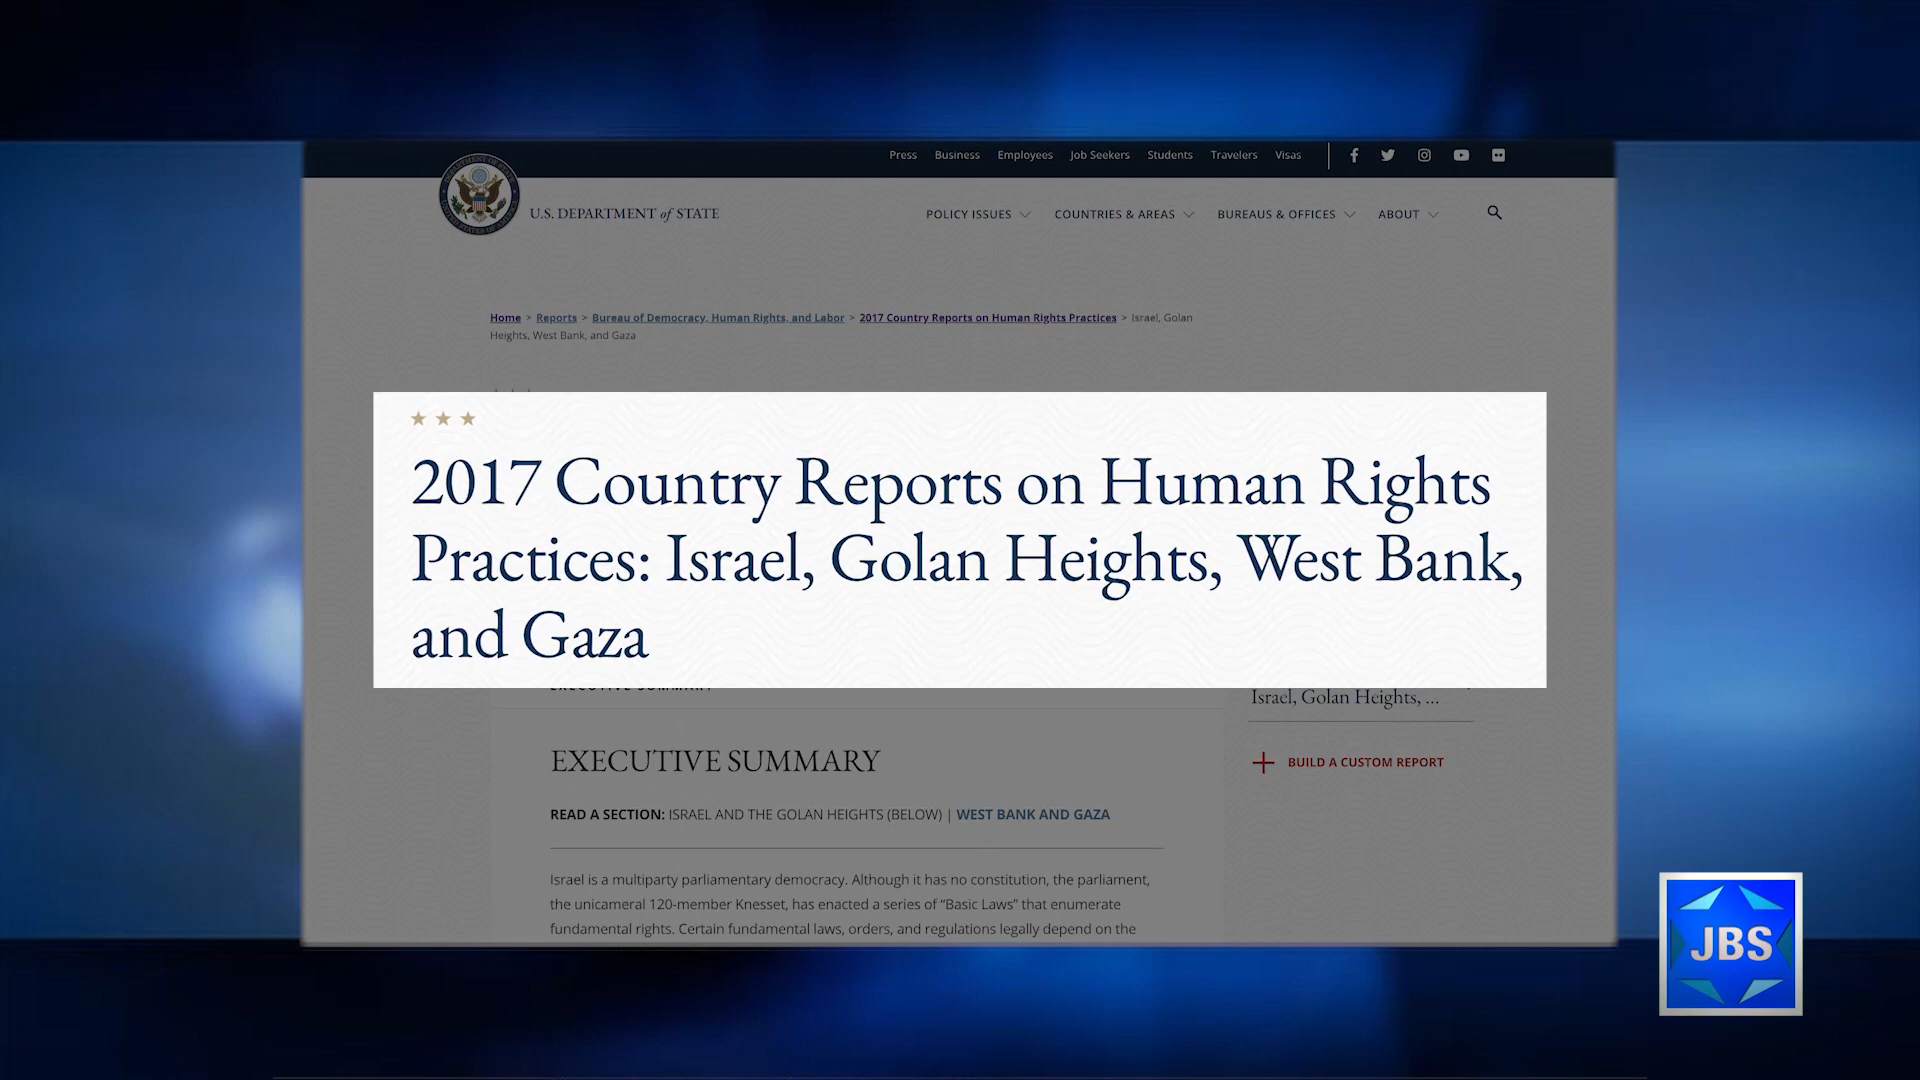 Press Business Employees Job Seekers Students Travelers Visas
U.S. DEPARTMENT of STATE
POLICY ISSUES COUNTRIES & AREAS BUREAUS & OFFICES ABOUT
Home > Reports > Bureau of Democracy, Human Rights, and Labor > 2017 Country Reports on Human Rights Practices > Israel, Golan
Heights, West Bank, and Gaza
2017 Country Reports on Human Rights
Practices: Israel, Golan Heights, West Bank,
and Gaza
EXECUTIVE SUMMARY
Israel, Golan Heights, ...
EXECUTIVE SUMMARY
BUILD A CUSTOM REPORT
READ A SECTION: ISRAEL AND THE GOLAN HEIGHTS (BELOW) | WEST BANK AND GAZA
Israel is a multiparty parliamentary democracy. Although it has no constitution, the parliament,
the unicameral 120-member Knesset, has enacted a series of “Basic Laws” that enumerate
fundamental rights. Certain fundamental laws, orders, and regulations legally depend on the
JBS